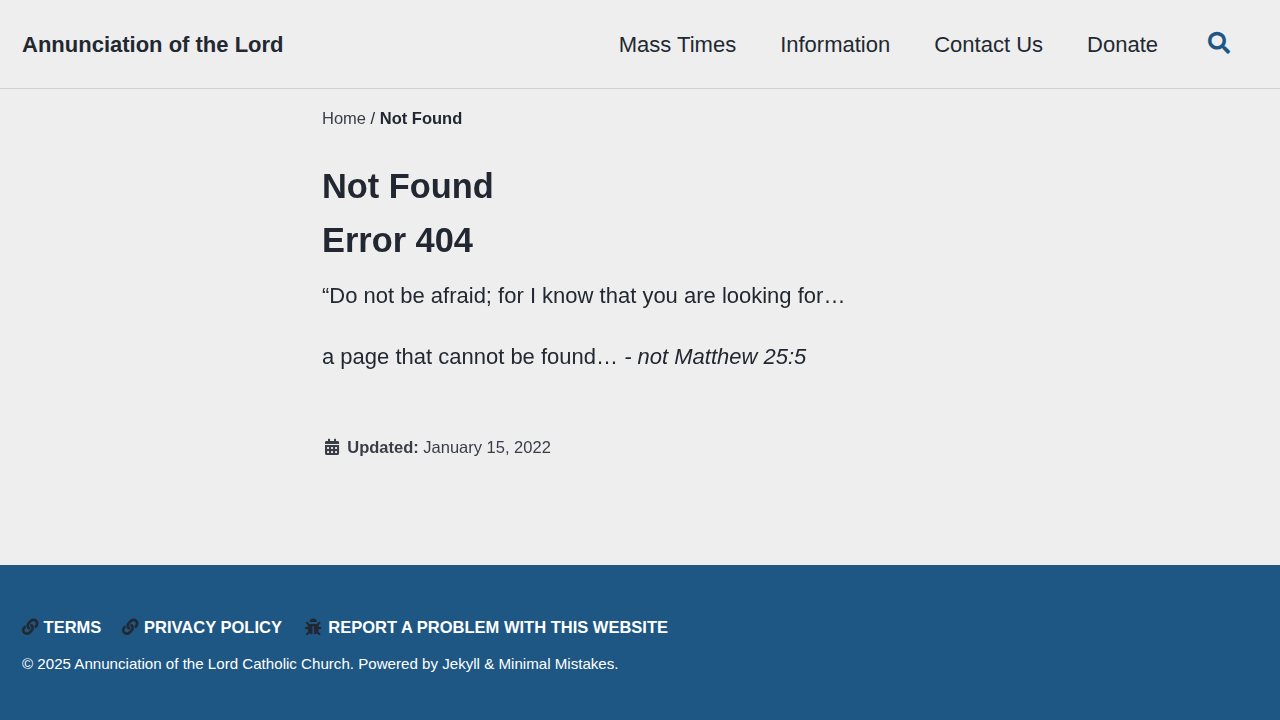 Annunciation of the Lord
Mass Times
Information
Contact Us
Donate
Home / Not Found
Not Found
Error 404
“Do not be afraid; for I know that you are looking for…
a page that cannot be found… - not Matthew 25:5
Updated: January 15, 2022
TERMS
PRIVACY POLICY
REPORT A PROBLEM WITH THIS WEBSITE
© 2025 Annunciation of the Lord Catholic Church. Powered by Jekyll & Minimal Mistakes.